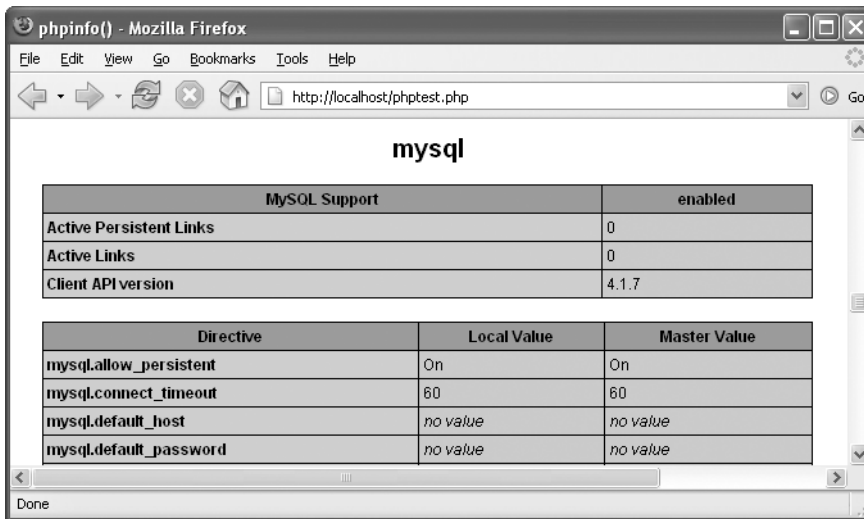 phpinfo() - Mozilla Firefox
File Edit View Go Bookmarks Tools Help
http://localhost/phptest.php Go
mysql
MySQL Support enabled
Active Persistent Links 0
Active Links 0
Client API version 4.1.7
Directive Local Value Master Value
mysql.allow_persistent On On
mysql.connect_timeout 60 60
mysql.default_host no value no value
mysql.default_password no value no value
Done